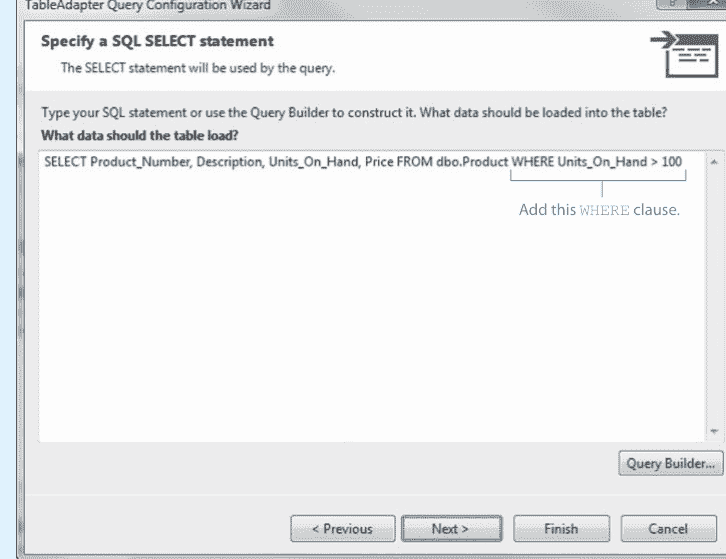 TableAdapter Query Configuration Wizard
Specify a SQL SELECT statement
The SELECT statement will be used by the query.
Type your SQL statement or use the Query Builder to construct it. What data should be loaded into the table?
What data should the table load?
SELECT Product_Number, Description, Units_On_Hand, Price FROM dbo.Product WHERE Units_On_Hand > 100
Add this WHERE clause.
Query Builder...
< Previous Next > Finish Cancel